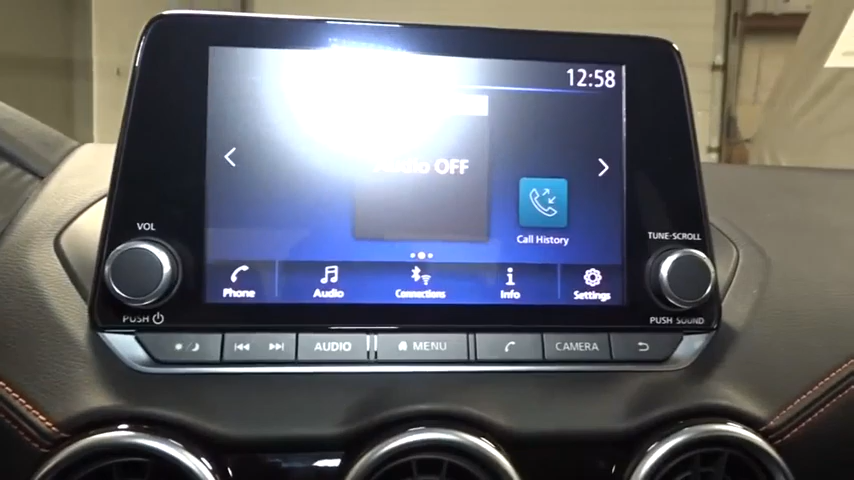 12:58
OFF
Call History
VOL
TUNE·SCROLL
Phone
Audio
Connections
Info
Settings
PUSH
PUSH SOUND
AUDIO
MENU
CAMERA